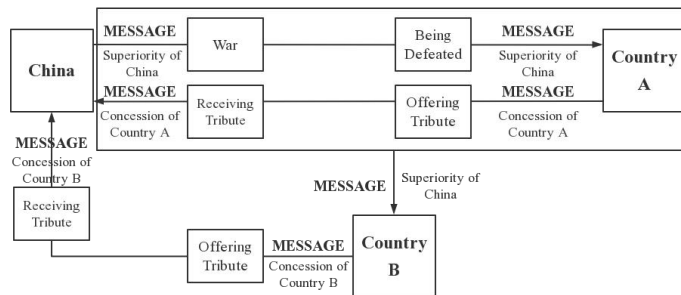 MESSAGE
Superiority of
China
War
Being
Defeated
MESSAGE
Superiority of
China
China
Country
A
MESSAGE
Concession of
Country A
Receiving
Tribute
Offering
Tribute
MESSAGE
Concession of
Country A
MESSAGE
Concession of
Country B
Receiving
Tribute
MESSAGE
Superiority of
China
Offering
Tribute
MESSAGE
Concession of
Country B
Country
B